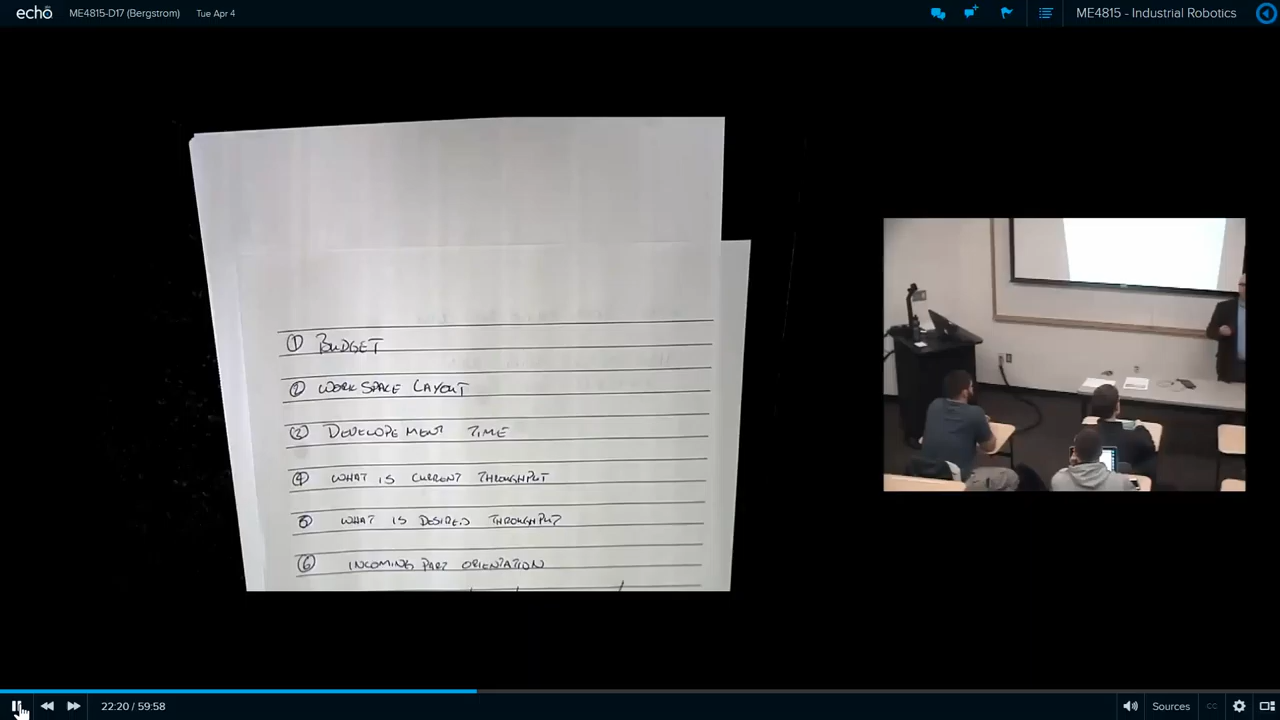 echo
ME4815-D17 (Bergstrom)
Tue Apr 4
ME4815 - Industrial Robotics
① BUDGET
② WORK SPACE LAYOUT
③ DEVELOPEMENT TIME
④ WHAT IS CURRENT THROUGHPUT
⑤ WHAT IS DESIRED THROUGHPUT
⑥ INCOMING PART ORIENTATION
22:20 / 59:58
Sources
CC